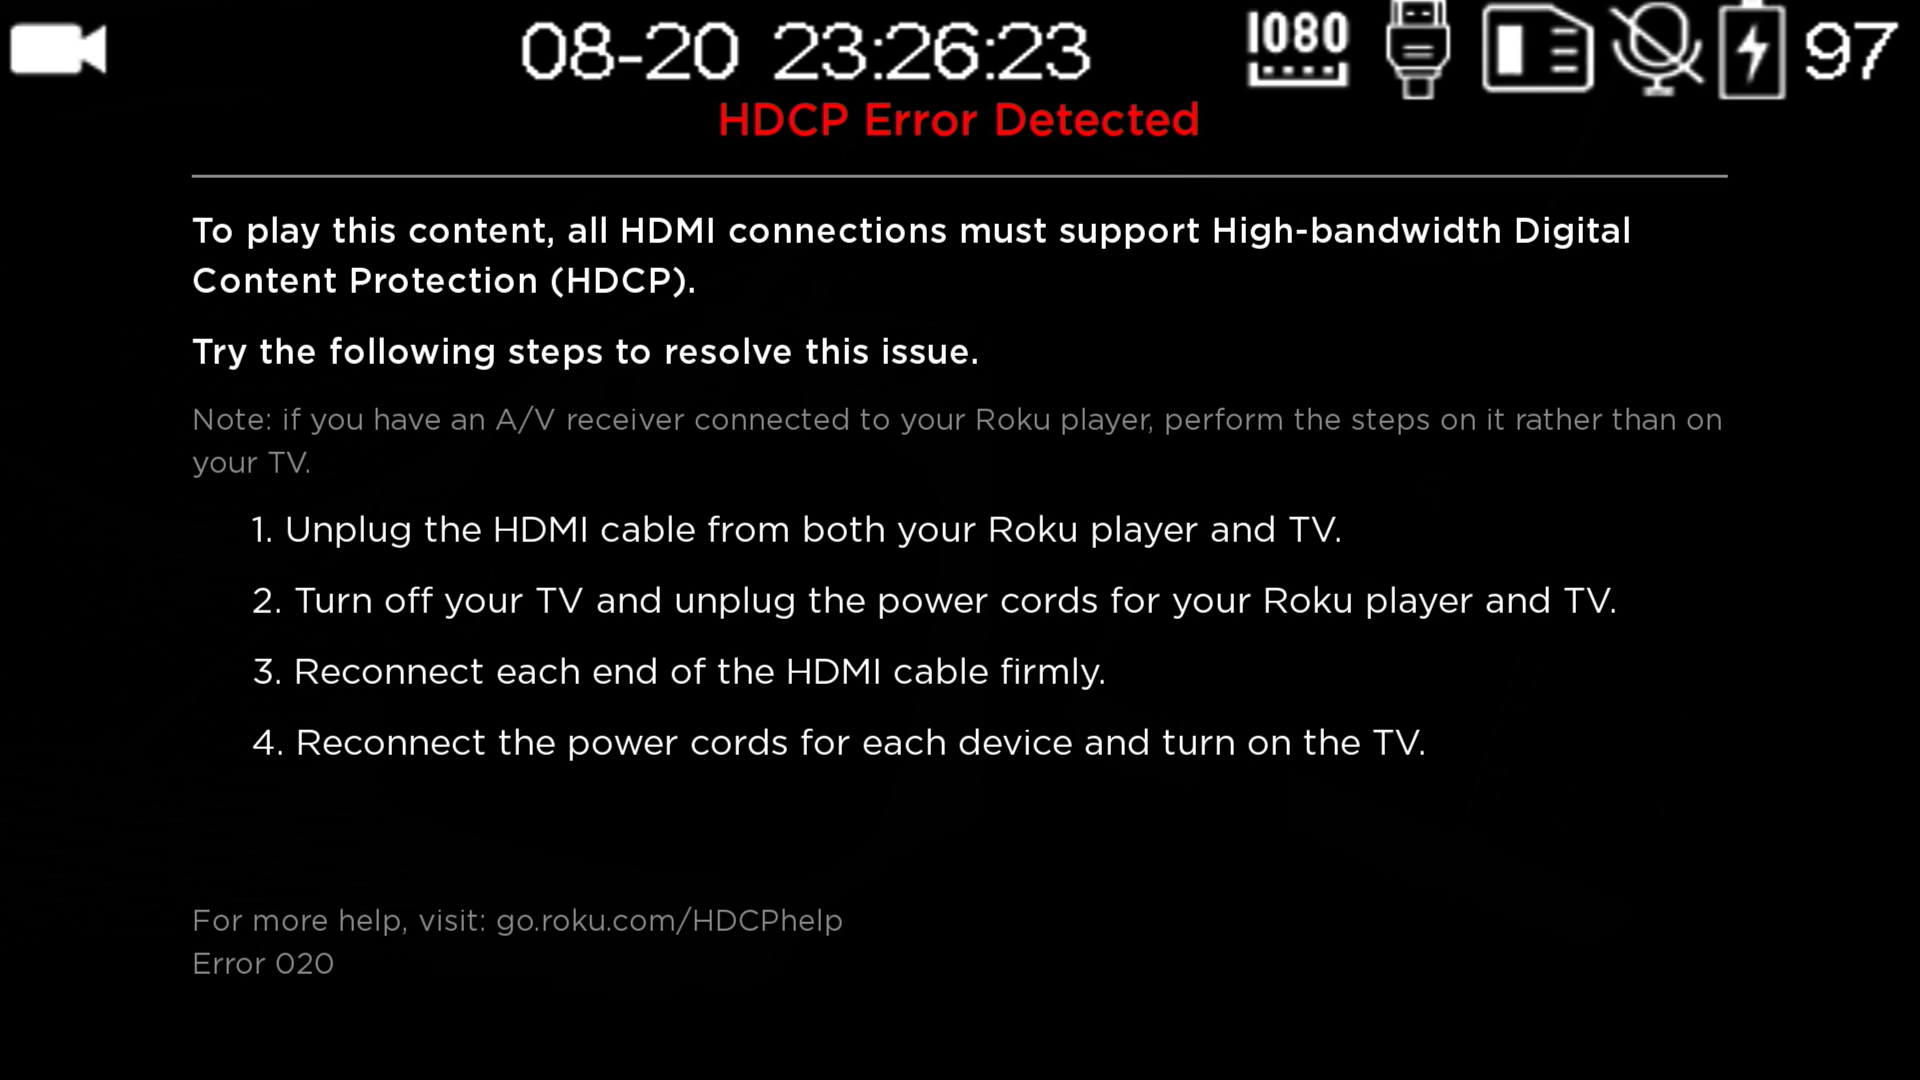 08-20 23:26:23 1080 97
HDCP Error Detected
To play this content, all HDMI connections must support High-bandwidth Digital
Content Protection (HDCP).
Try the following steps to resolve this issue.
Note: if you have an A/V receiver connected to your Roku player, perform the steps on it rather than on
your TV.
1. Unplug the HDMI cable from both your Roku player and TV.
2. Turn off your TV and unplug the power cords for your Roku player and TV.
3. Reconnect each end of the HDMI cable firmly.
4. Reconnect the power cords for each device and turn on the TV.
For more help, visit: go.roku.com/HDCPhelp
Error 020